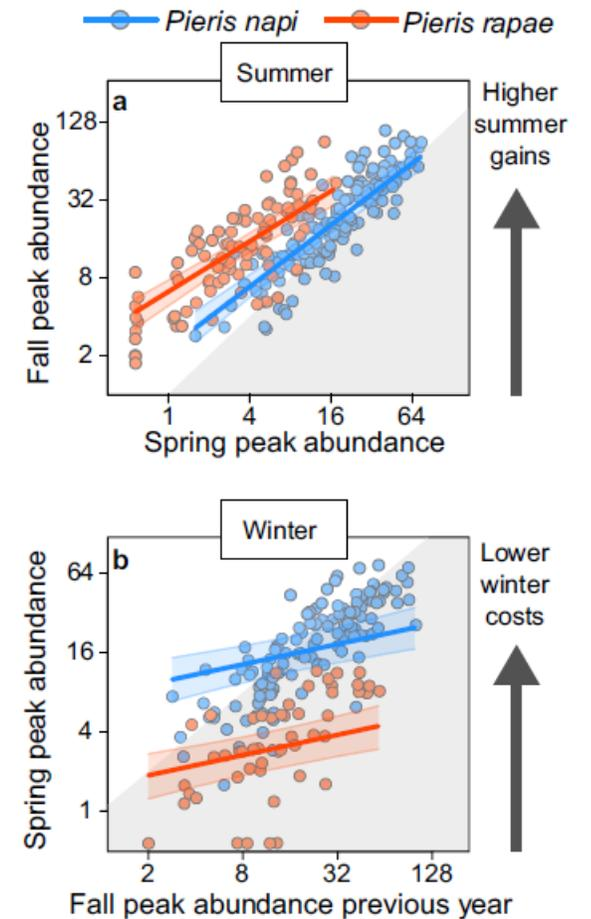 Pieris napi Pieris rapae
Summer
a
Higher
summer
gains
Fall peak abundance
128
32
8
2
1 4 16 64
Spring peak abundance
Winter
b
Lower
winter
costs
Spring peak abundance
64
16
4
1
2 8 32 128
Fall peak abundance previous year